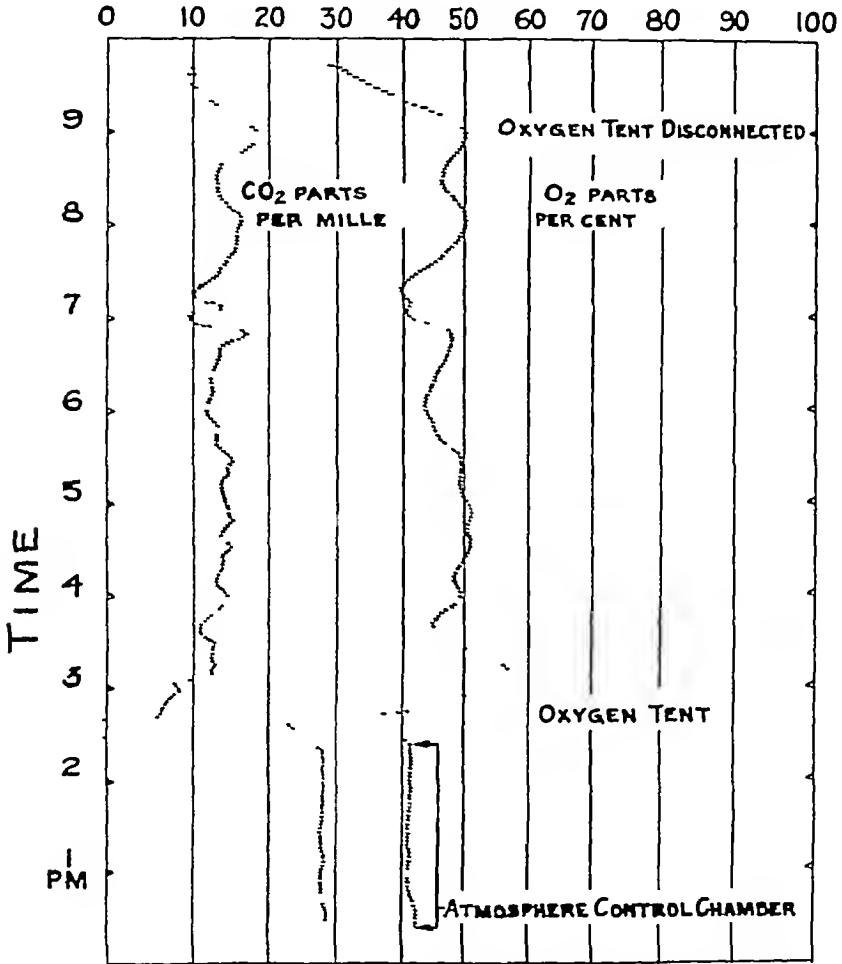 0 10 20 30 40 50 60 70 80 90 100
9
OXYGEN TENT DISCONNECTED
CO2 PARTS
PER MILLE
O2 PARTS
PER CENT
8
7
6
5
4
3
OXYGEN TENT
2
1
PM
ATMOSPHERE CONTROL CHAMBER
TIME